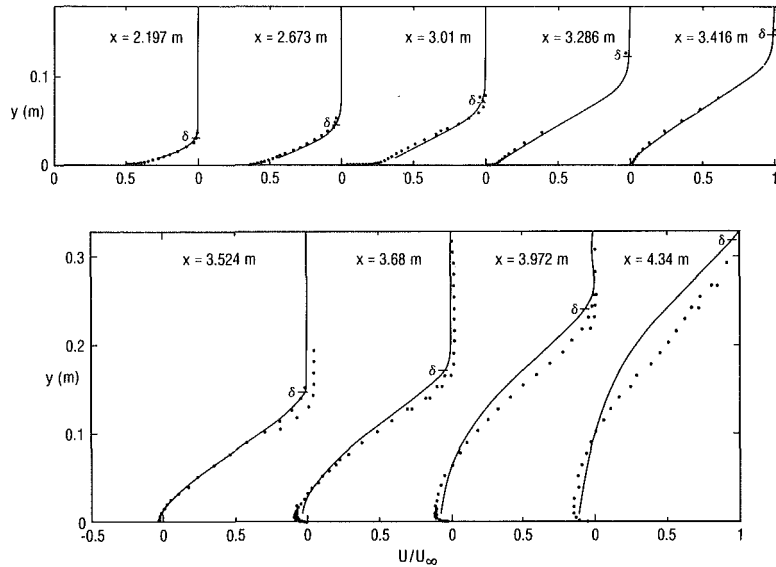 x = 2.197 m x = 2.673 m x = 3.01 m x = 3.286 m x = 3.416 m
δ δ δ δ δ
0.1
y (m)
0
0 0.5 0 0.5 0 0.5 0 0.5 0 0.5 1
0.3
x = 3.524 m x = 3.68 m x = 3.972 m x = 4.34 m
δ δ δ δ
0.2
y (m)
0.1
0
-0.5 0 0.5 0 0.5 0 0.5 0 0.5 1
U/U∞